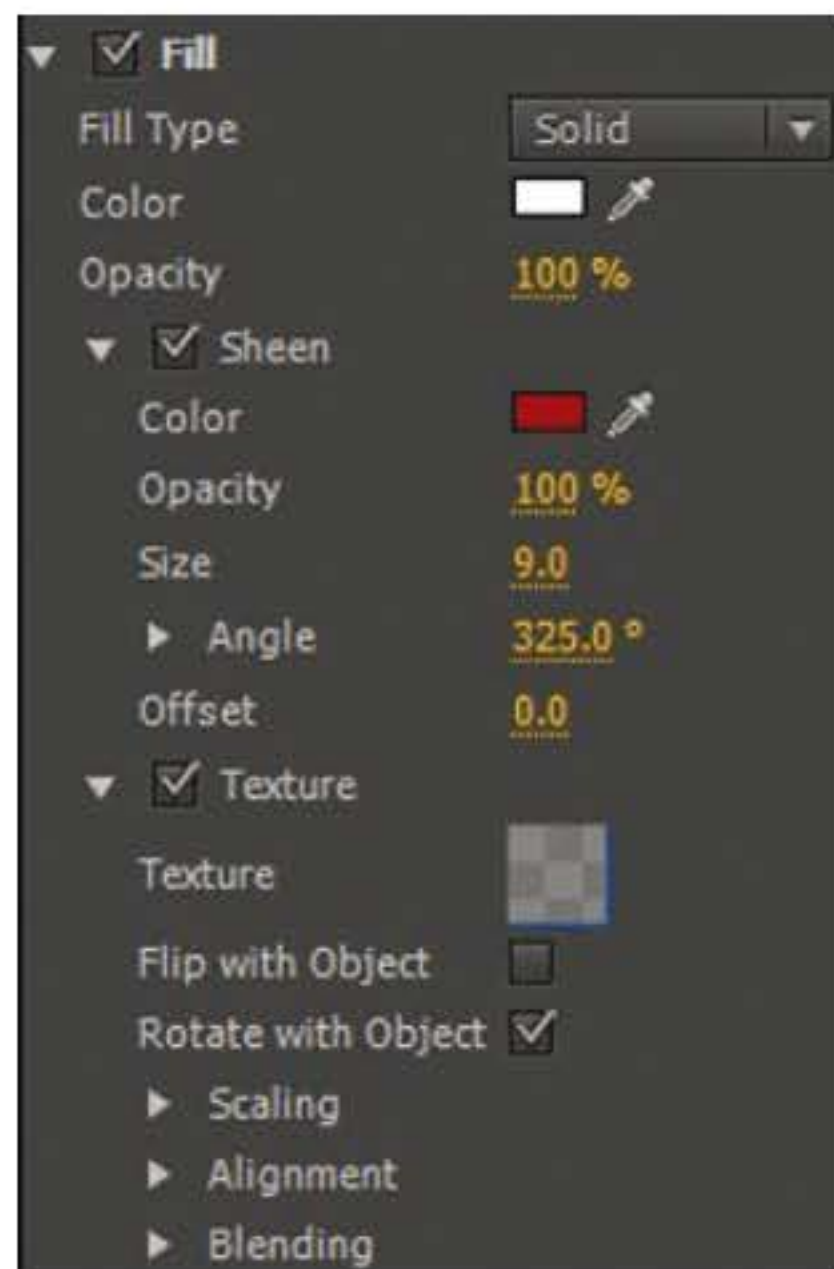 Fill
Fill Type Solid
Color
Opacity 100 %
Sheen
Color
Opacity 100 %
Size 9.0
Angle 325.0 °
Offset 0.0
Texture
Texture
Flip with Object
Rotate with Object
Scaling
Alignment
Blending